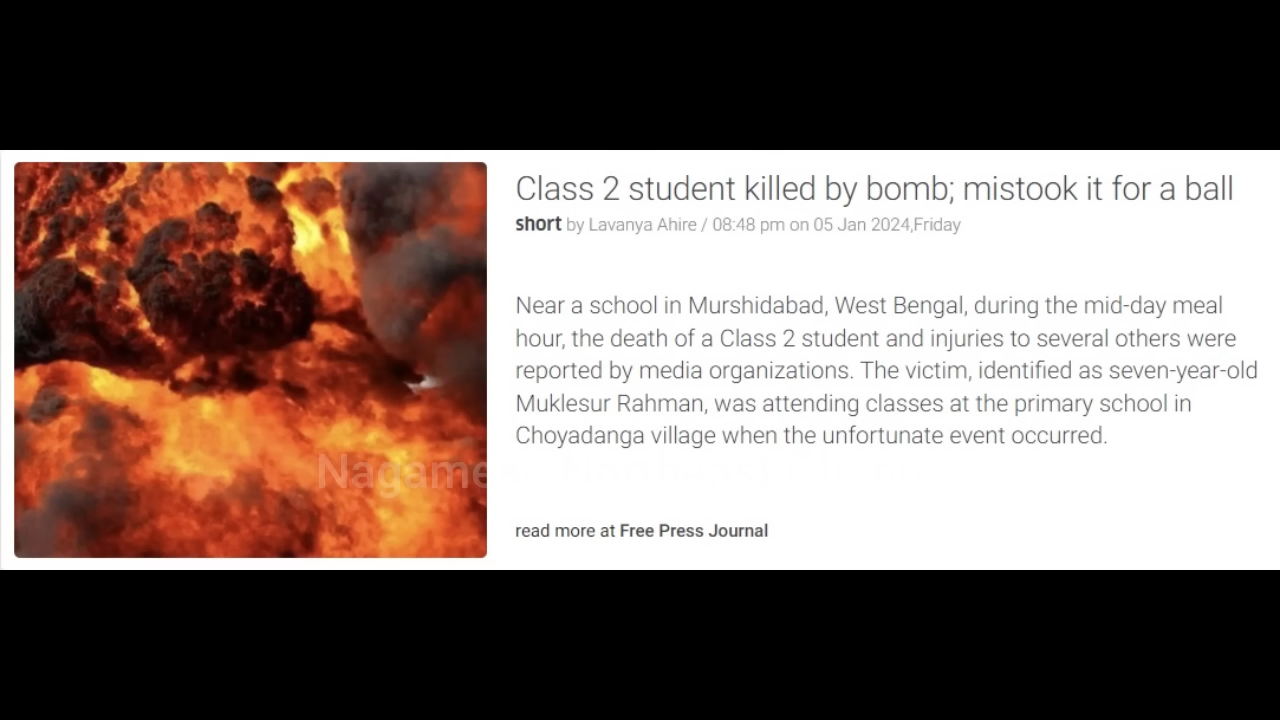 Class 2 student killed by bomb; mistook it for a ball
short by Lavanya Ahire / 08:48 pm on 05 Jan 2024,Friday
Near a school in Murshidabad, West Bengal, during the mid-day meal
hour, the death of a Class 2 student and injuries to several others were
reported by media organizations. The victim, identified as seven-year-old
Muklesur Rahman, was attending classes at the primary school in
Choyadanga village when the unfortunate event occurred.
read more at Free Press Journal